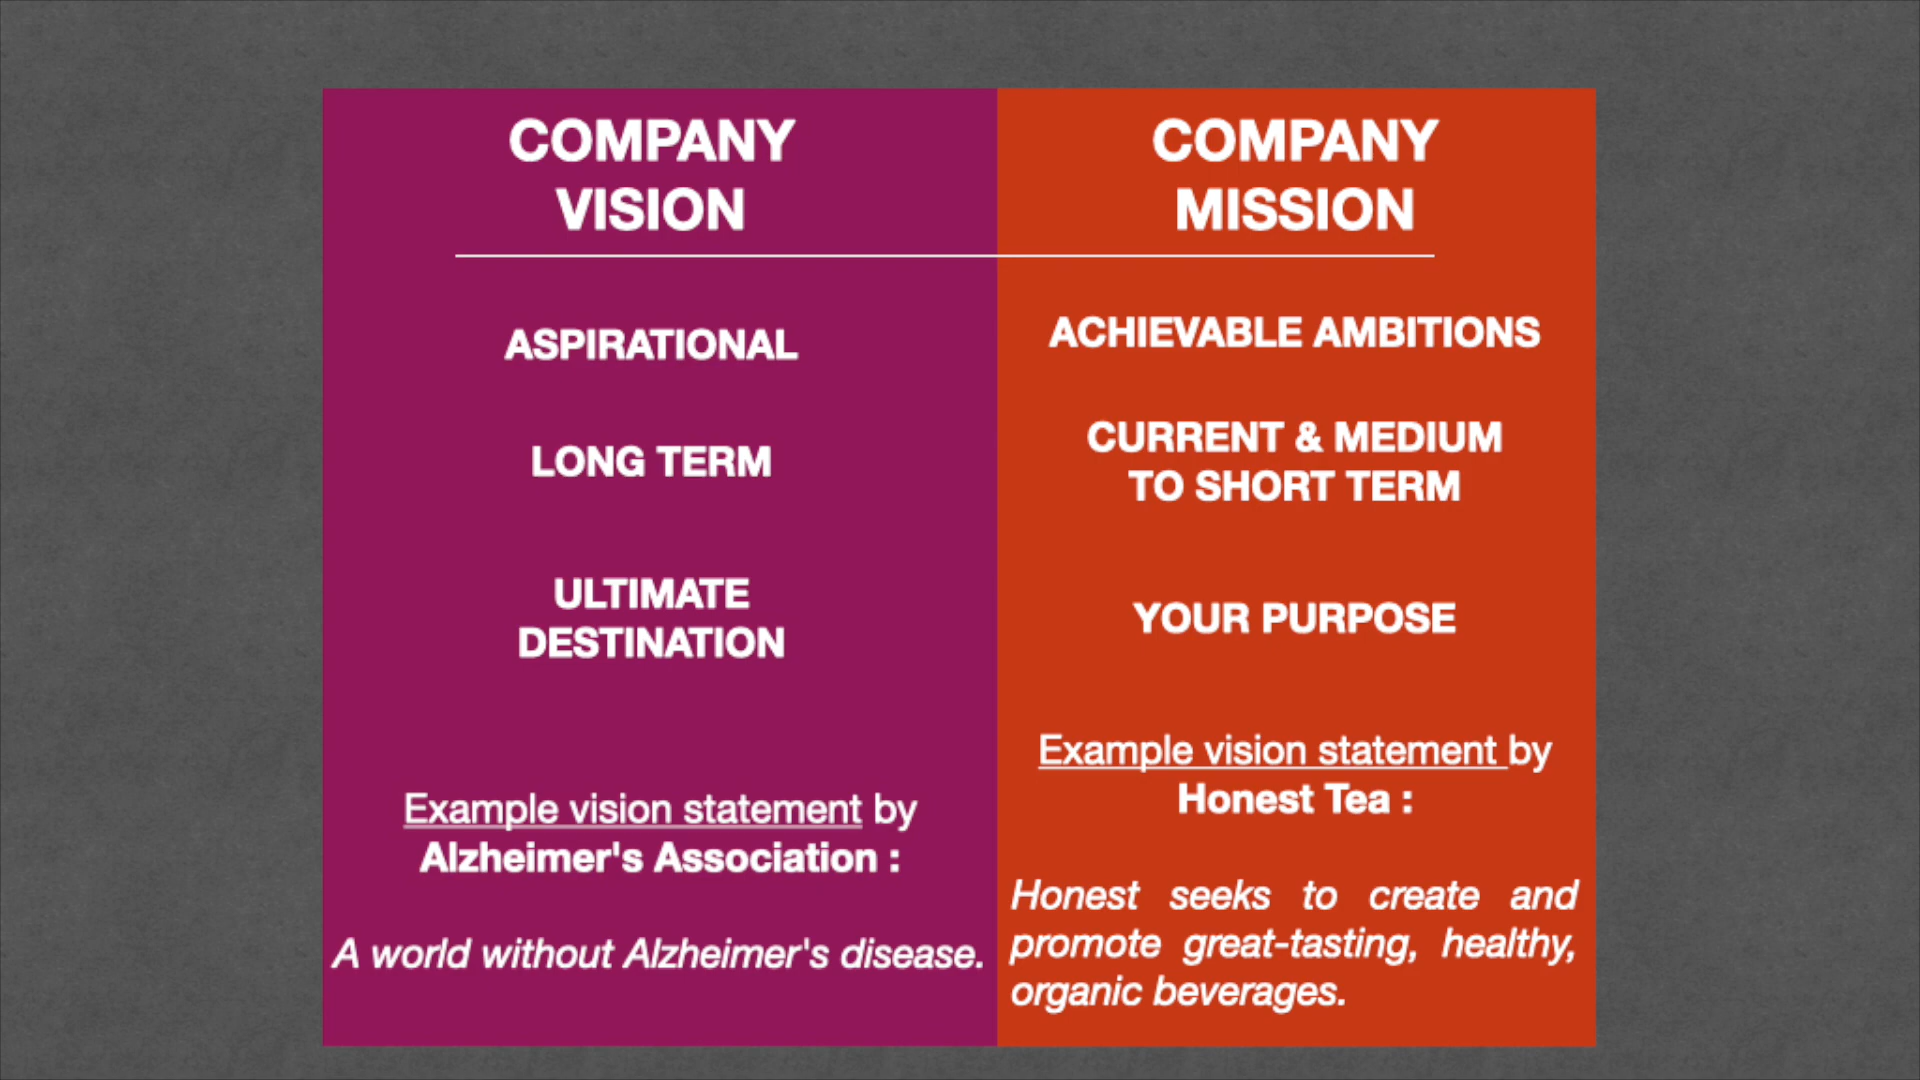 COMPANY
VISION
ASPIRATIONAL
LONG TERM
ULTIMATE
DESTINATION
Example vision statement by
Alzheimer's Association :
A world without Alzheimer's disease.
COMPANY
MISSION
ACHIEVABLE AMBITIONS
CURRENT & MEDIUM
TO SHORT TERM
YOUR PURPOSE
Example vision statement by
Honest Tea :
Honest seeks to create and
promote great-tasting, healthy,
organic beverages.